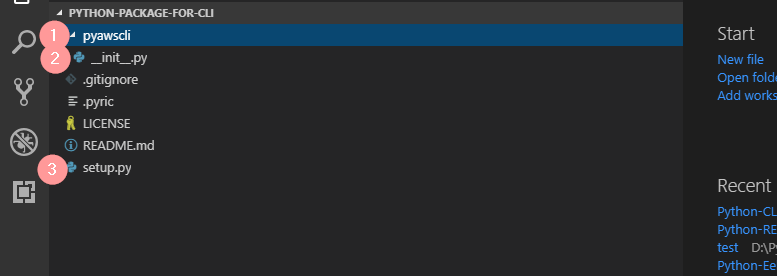 PYTHON-PACKAGE-FOR-CLI
1 pyawscli
2 __init__.py
.gitignore
.pyric
LICENSE
README.md
3 setup.py
Start
New file
Open folde
Add works
Recent
Python-CL
Python-RE
test D:\Py
Python-Ee